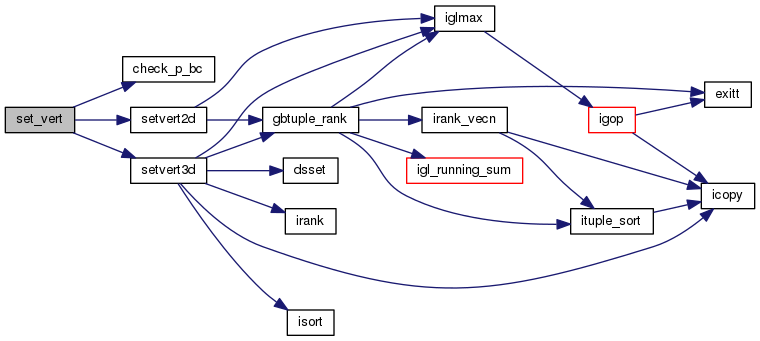 iglmax
check_p_bc
exitt
set_vert
setvert2d
gbtuple_rank
irank_vecn
igop
setvert3d
dsset
igl_running_sum
icopy
irank
ituple_sort
isort